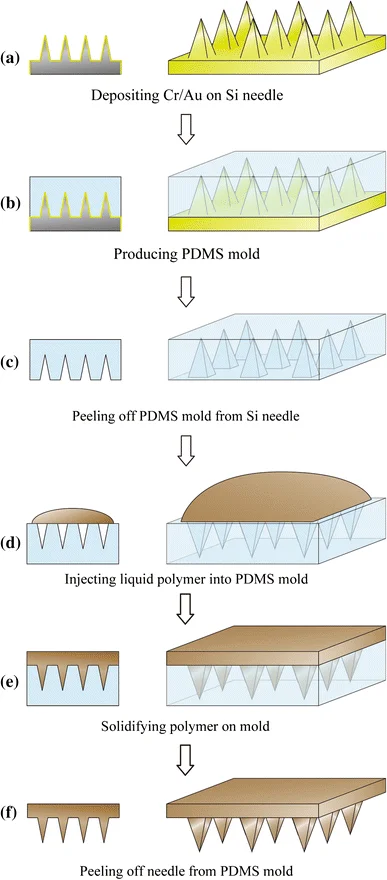 (a)
Depositing Cr/Au on Si needle
(b)
Producing PDMS mold
(c)
Peeling off PDMS mold from Si needle
(d)
Injecting liquid polymer into PDMS mold
(e)
Solidifying polymer on mold
(f)
Peeling off needle from PDMS mold